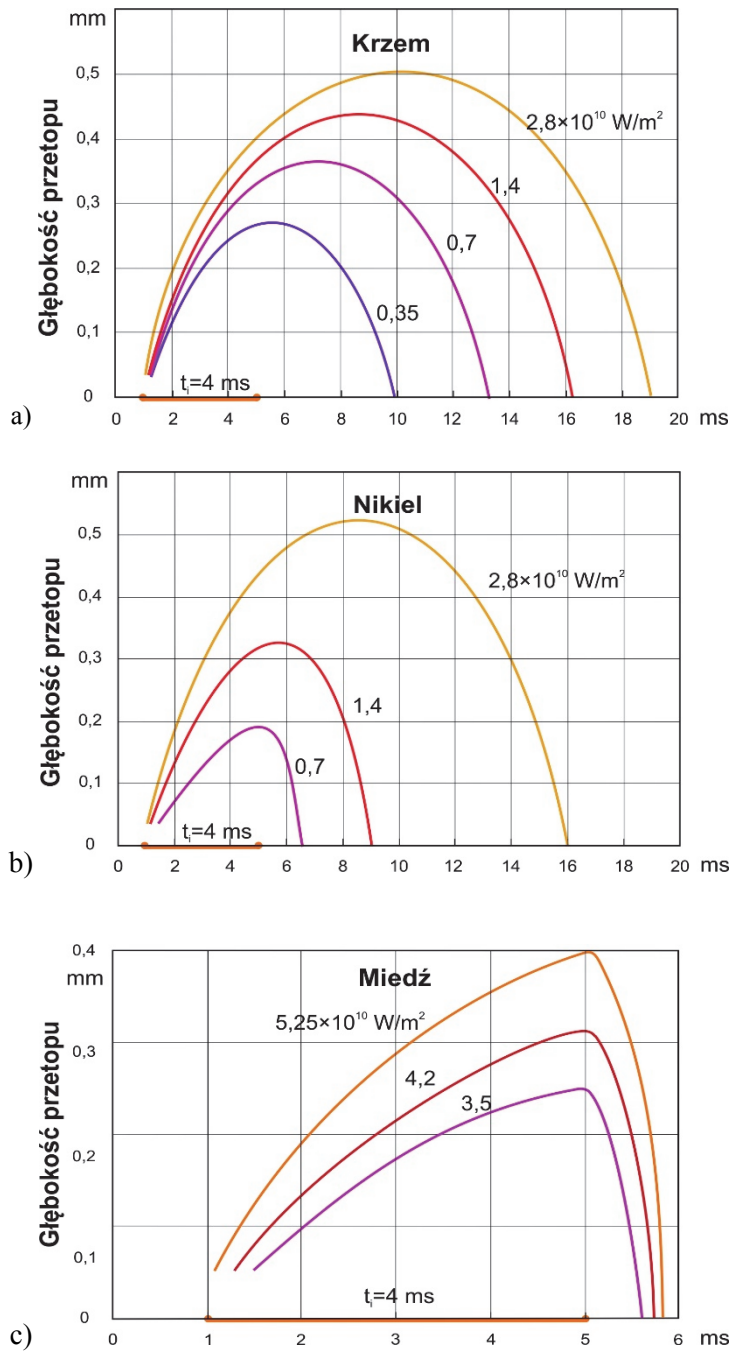 mm
Krzem
0,5
2,8×10¹⁰ W/m²
0,4
1,4
0,3
0,7
0,2
0,35
0,1
tᵢ=4 ms
0
Głębokość przetopu
0 2 4 6 8 10 12 14 16 18 20 ms
a)
mm
Nikiel
0,5
2,8×10¹⁰ W/m²
0,4
0,3
1,4
0,2
0,7
0,1
tᵢ=4 ms
0
Głębokość przetopu
0 2 4 6 8 10 12 14 16 18 20 ms
b)
0,4
mm
Miedź
5,25×10¹⁰ W/m²
0,3
4,2
3,5
0,2
0,1
tᵢ=4 ms
0
Głębokość przetopu
0 1 2 3 4 5 6 ms
c)